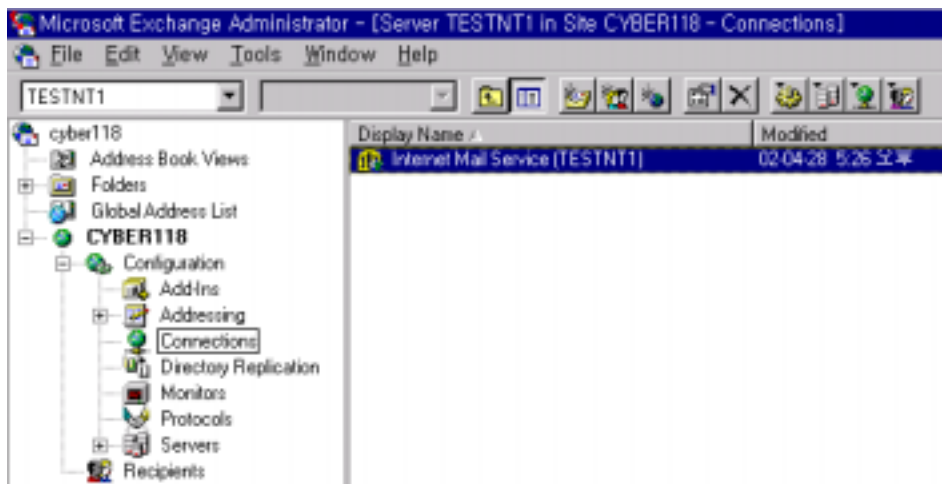 Microsoft Exchange Administrator - [Server TESTNT1 in Site CYBER118 - Connections]
File Edit View Tools Window Help
TESTNT1
cyber118
Address Book Views
Folders
Global Address List
CYBER118
Configuration
Add-Ins
Addressing
Connections
Directory Replication
Monitors
Protocols
Servers
Recipients
Display Name Modified
Internet Mail Service (TESTNT1) 02-04-28 5:26 오후